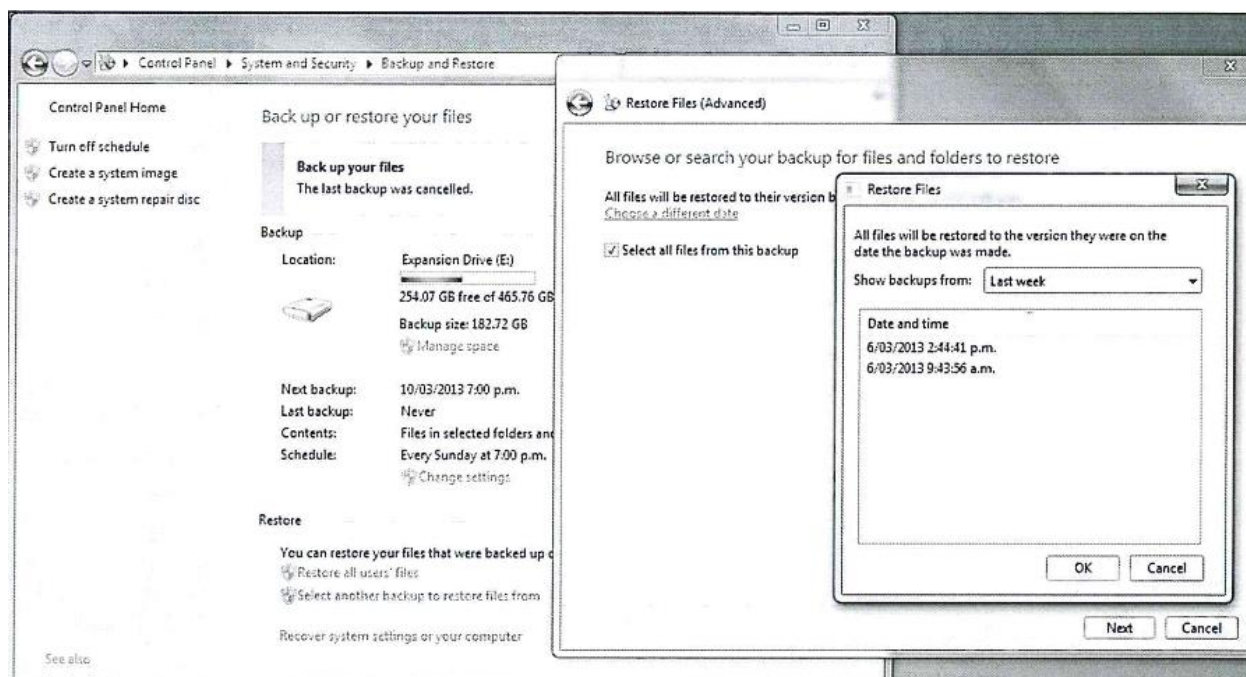 Control Panel ▸ System and Security ▸ Backup and Restore
Control Panel Home
Turn off schedule
Create a system image
Create a system repair disc
See also
Back up or restore your files
Back up your files
The last backup was cancelled.
Backup
Location: Expansion Drive (E:)
254.07 GB free of 465.76 GB
Backup size: 182.72 GB
Manage space
Next backup: 10/03/2013 7:00 p.m.
Last backup: Never
Contents: Files in selected folders and
Schedule: Every Sunday at 7:00 p.m.
Change settings
Restore
You can restore your files that were backed up
Restore all users' files
Select another backup to restore files from
Recover system settings or your computer
Restore Files (Advanced)
Browse or search your backup for files and folders to restore
All files will be restored to their version
Choose a different date
Select all files from this backup
Next Cancel
Restore Files
All files will be restored to the version they were on the
date the backup was made.
Show backups from: Last week
Date and time
6/03/2013 2:44:41 p.m.
6/03/2013 9:43:56 a.m.
OK Cancel